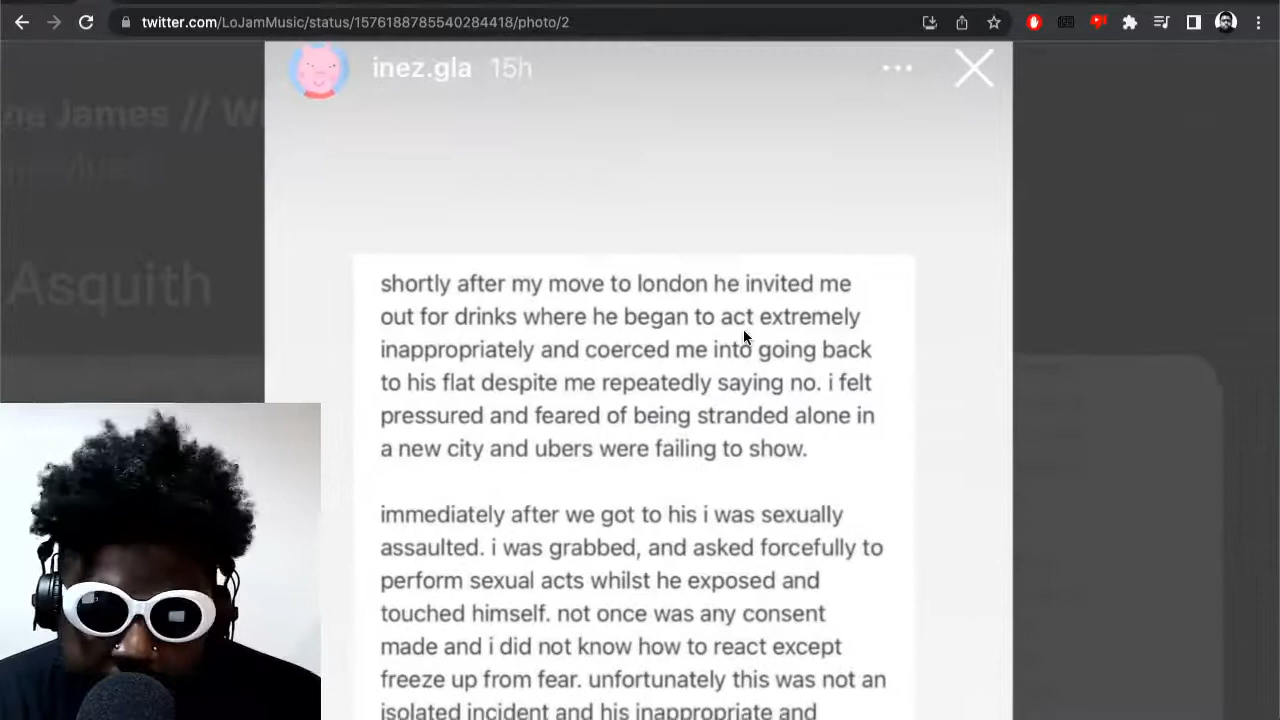 twitter.com/LoJamMusic/status/1576188785540284418/photo/2
inez.gla 15h
James // W
Asquith
shortly after my move to london he invited me
out for drinks where he began to act extremely
inappropriately and coerced me into going back
to his flat despite me repeatedly saying no. i felt
pressured and feared of being stranded alone in
a new city and ubers were failing to show.
immediately after we got to his i was sexually
assaulted. i was grabbed, and asked forcefully to
perform sexual acts whilst he exposed and
touched himself. not once was any consent
made and i did not know how to react except
freeze up from fear. unfortunately this was not an
isolated incident and his inappropriate and